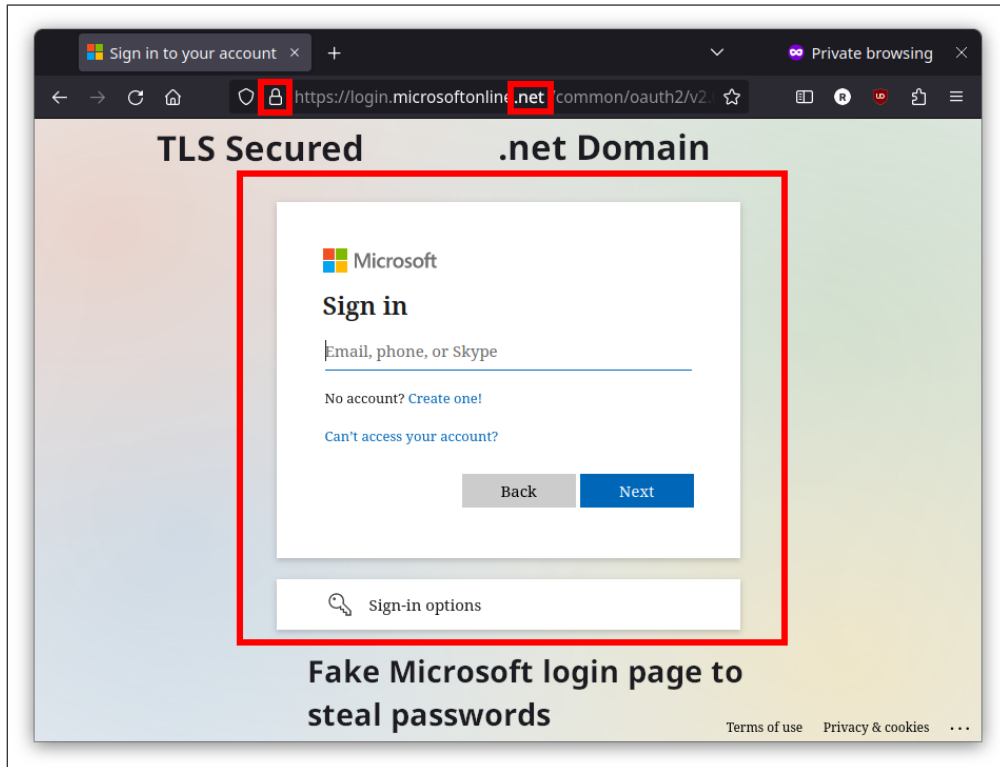 Sign in to your account
Private browsing
https://login.microsoftonline.net/common/oauth2/v2.
TLS Secured
.net Domain
Microsoft
Sign in
Email, phone, or Skype
No account? Create one!
Can't access your account?
Back
Next
Sign-in options
Fake Microsoft login page to
steal passwords
Terms of use
Privacy & cookies